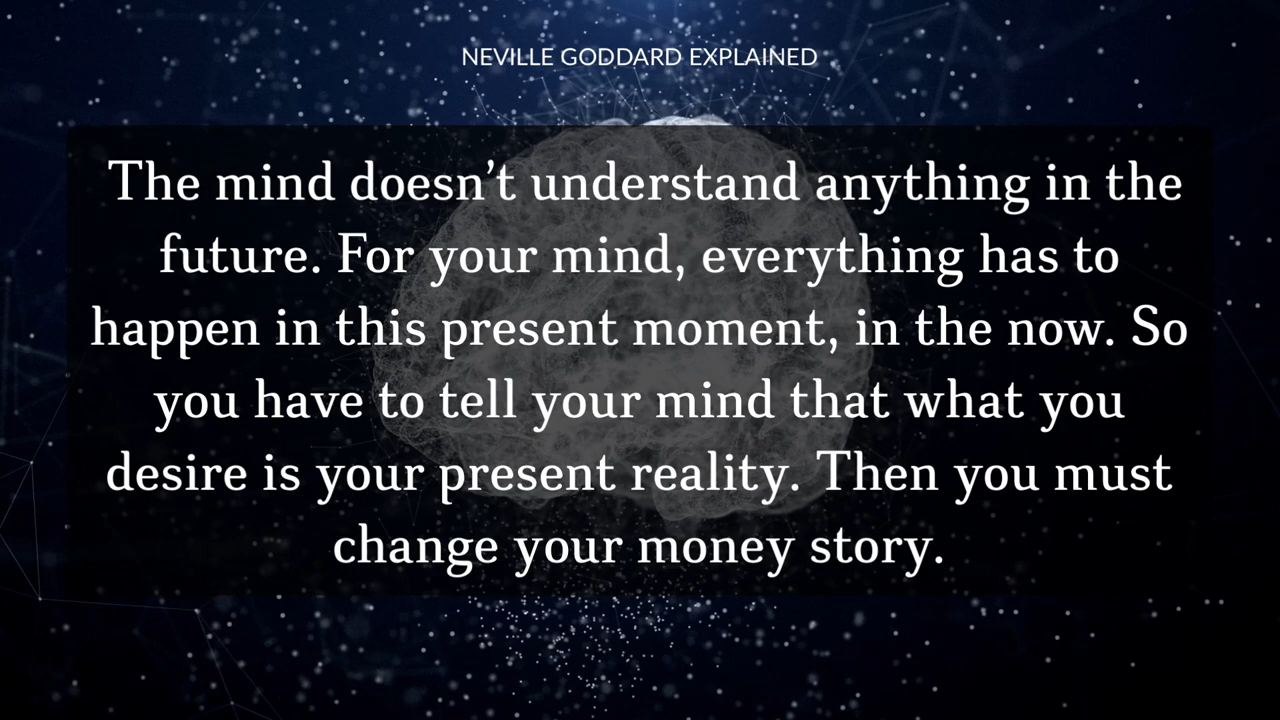 NEVILLE GODDARD EXPLAINED
The mind doesn’t understand anything in the
future. For your mind, everything has to
happen in this present moment, in the now. So
you have to tell your mind that what you
desire is your present reality. Then you must
change your money story.